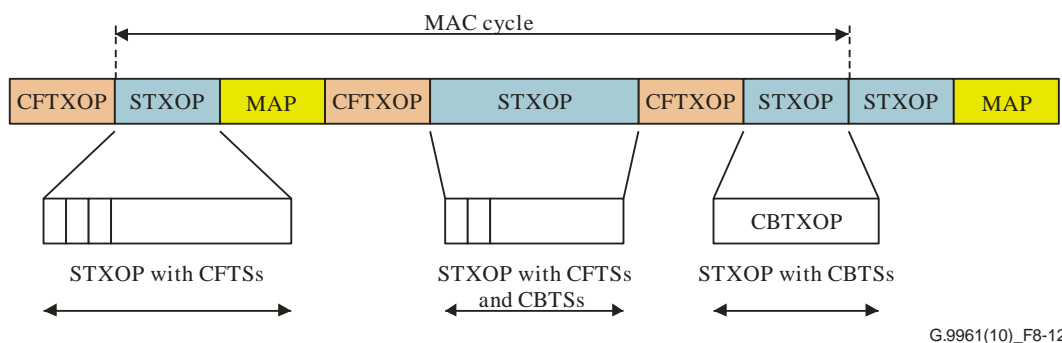 MAC cycle
CFTXOP STXOP MAP CFTXOP STXOP CFTXOP STXOP STXOP MAP
CBTXOP
STXOP with CFTSs STXOP with CFTSs STXOP with CBTSs
and CBTSs
G.9961(10)_F8-12